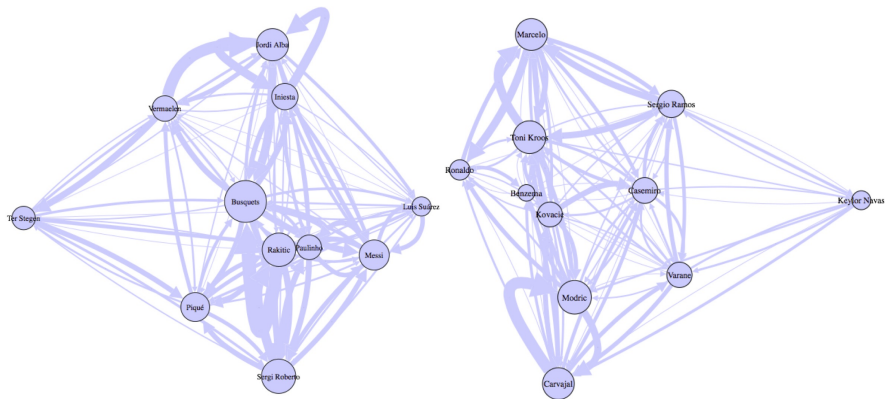 Jordi Alba
Iniesta
Vermaelen
Busquets
Luis Suárez
Ter Stegen
Rakitic
Paulinho
Messi
Piqué
Sergi Roberto
Marcelo
Sergio Ramos
Toni Kroos
Ronaldo
Benzema
Casemiro
Keylor Navas
Kovacic
Varane
Modric
Carvajal